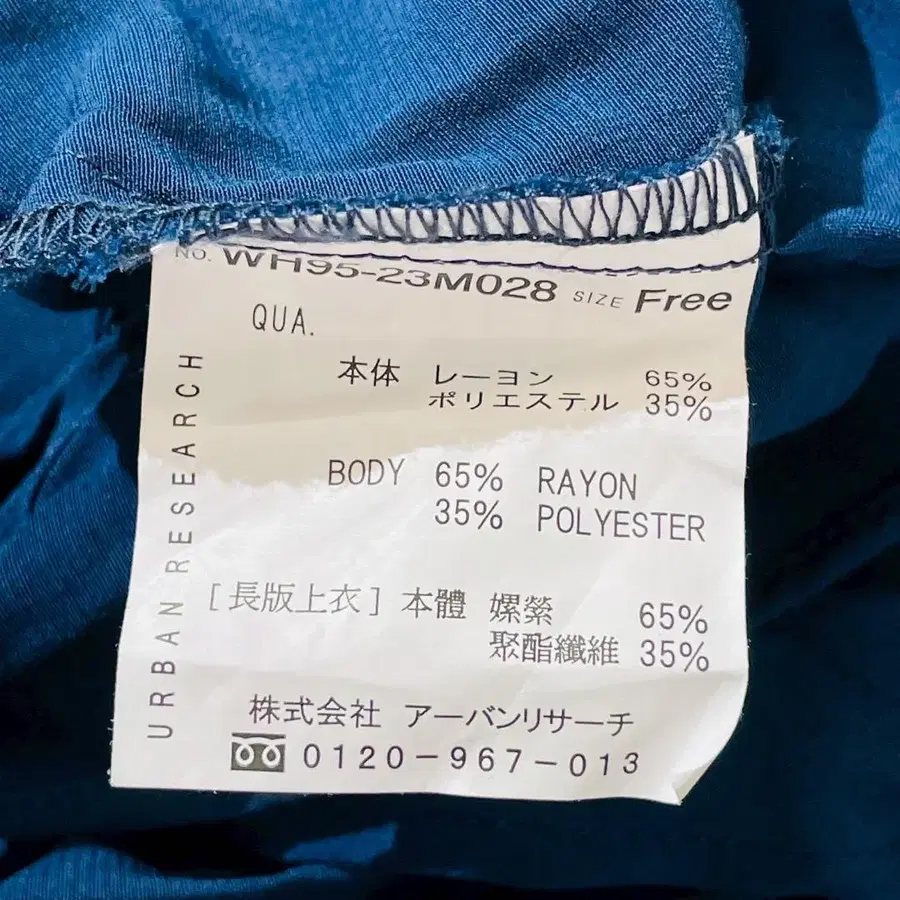 NO. WH95-23M028 SIZE Free
QUA.
本体 レーヨン 65%
ポリエステル 35%
BODY 65% RAYON
35% POLYESTER
[長版上衣] 本體 嫘縈 65%
聚酯纖維 35%
株式会社 アーバンリサーチ
0120-967-013
URBAN RESEARCH